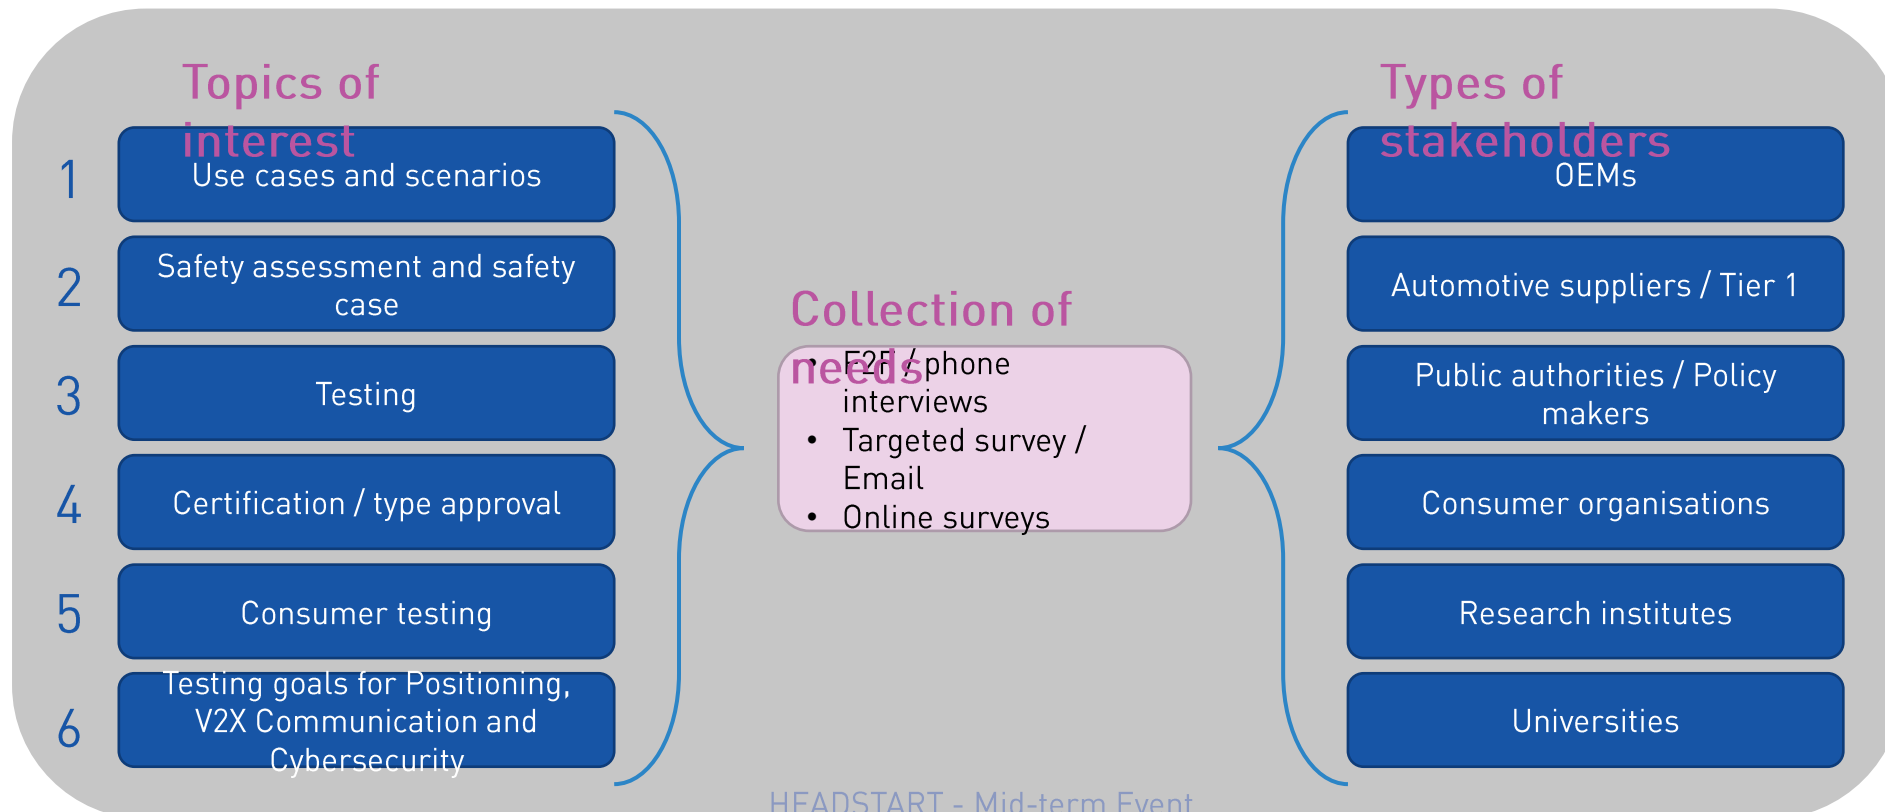 Topics of
interest
1
Use cases and scenarios
2
Safety assessment and safety
case
3
Testing
4
Certification / type approval
5
Consumer testing
6
Testing goals for Positioning,
V2X Communication and
Cybersecurity
Collection of
needs
• F2F / phone
interviews
• Targeted survey /
Email
• Online surveys
Types of
stakeholders
OEMs
Automotive suppliers / Tier 1
Public authorities / Policy
makers
Consumer organisations
Research institutes
Universities
HEADSTART - Mid-term Event